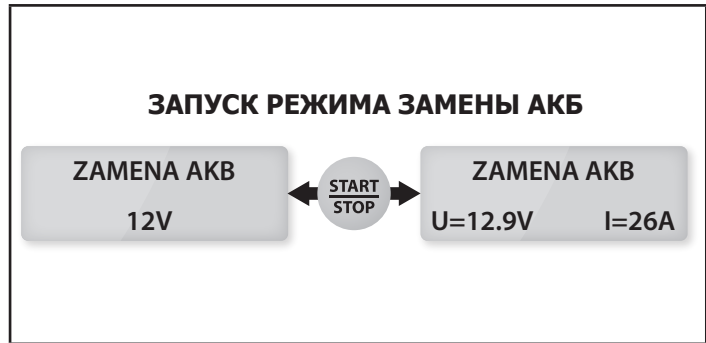 ЗАПУСК РЕЖИМА ЗАМЕНЫ АКБ
ZAMENA AKB
12V
START
STOP
ZAMENA AKB
U=12.9V I=26A